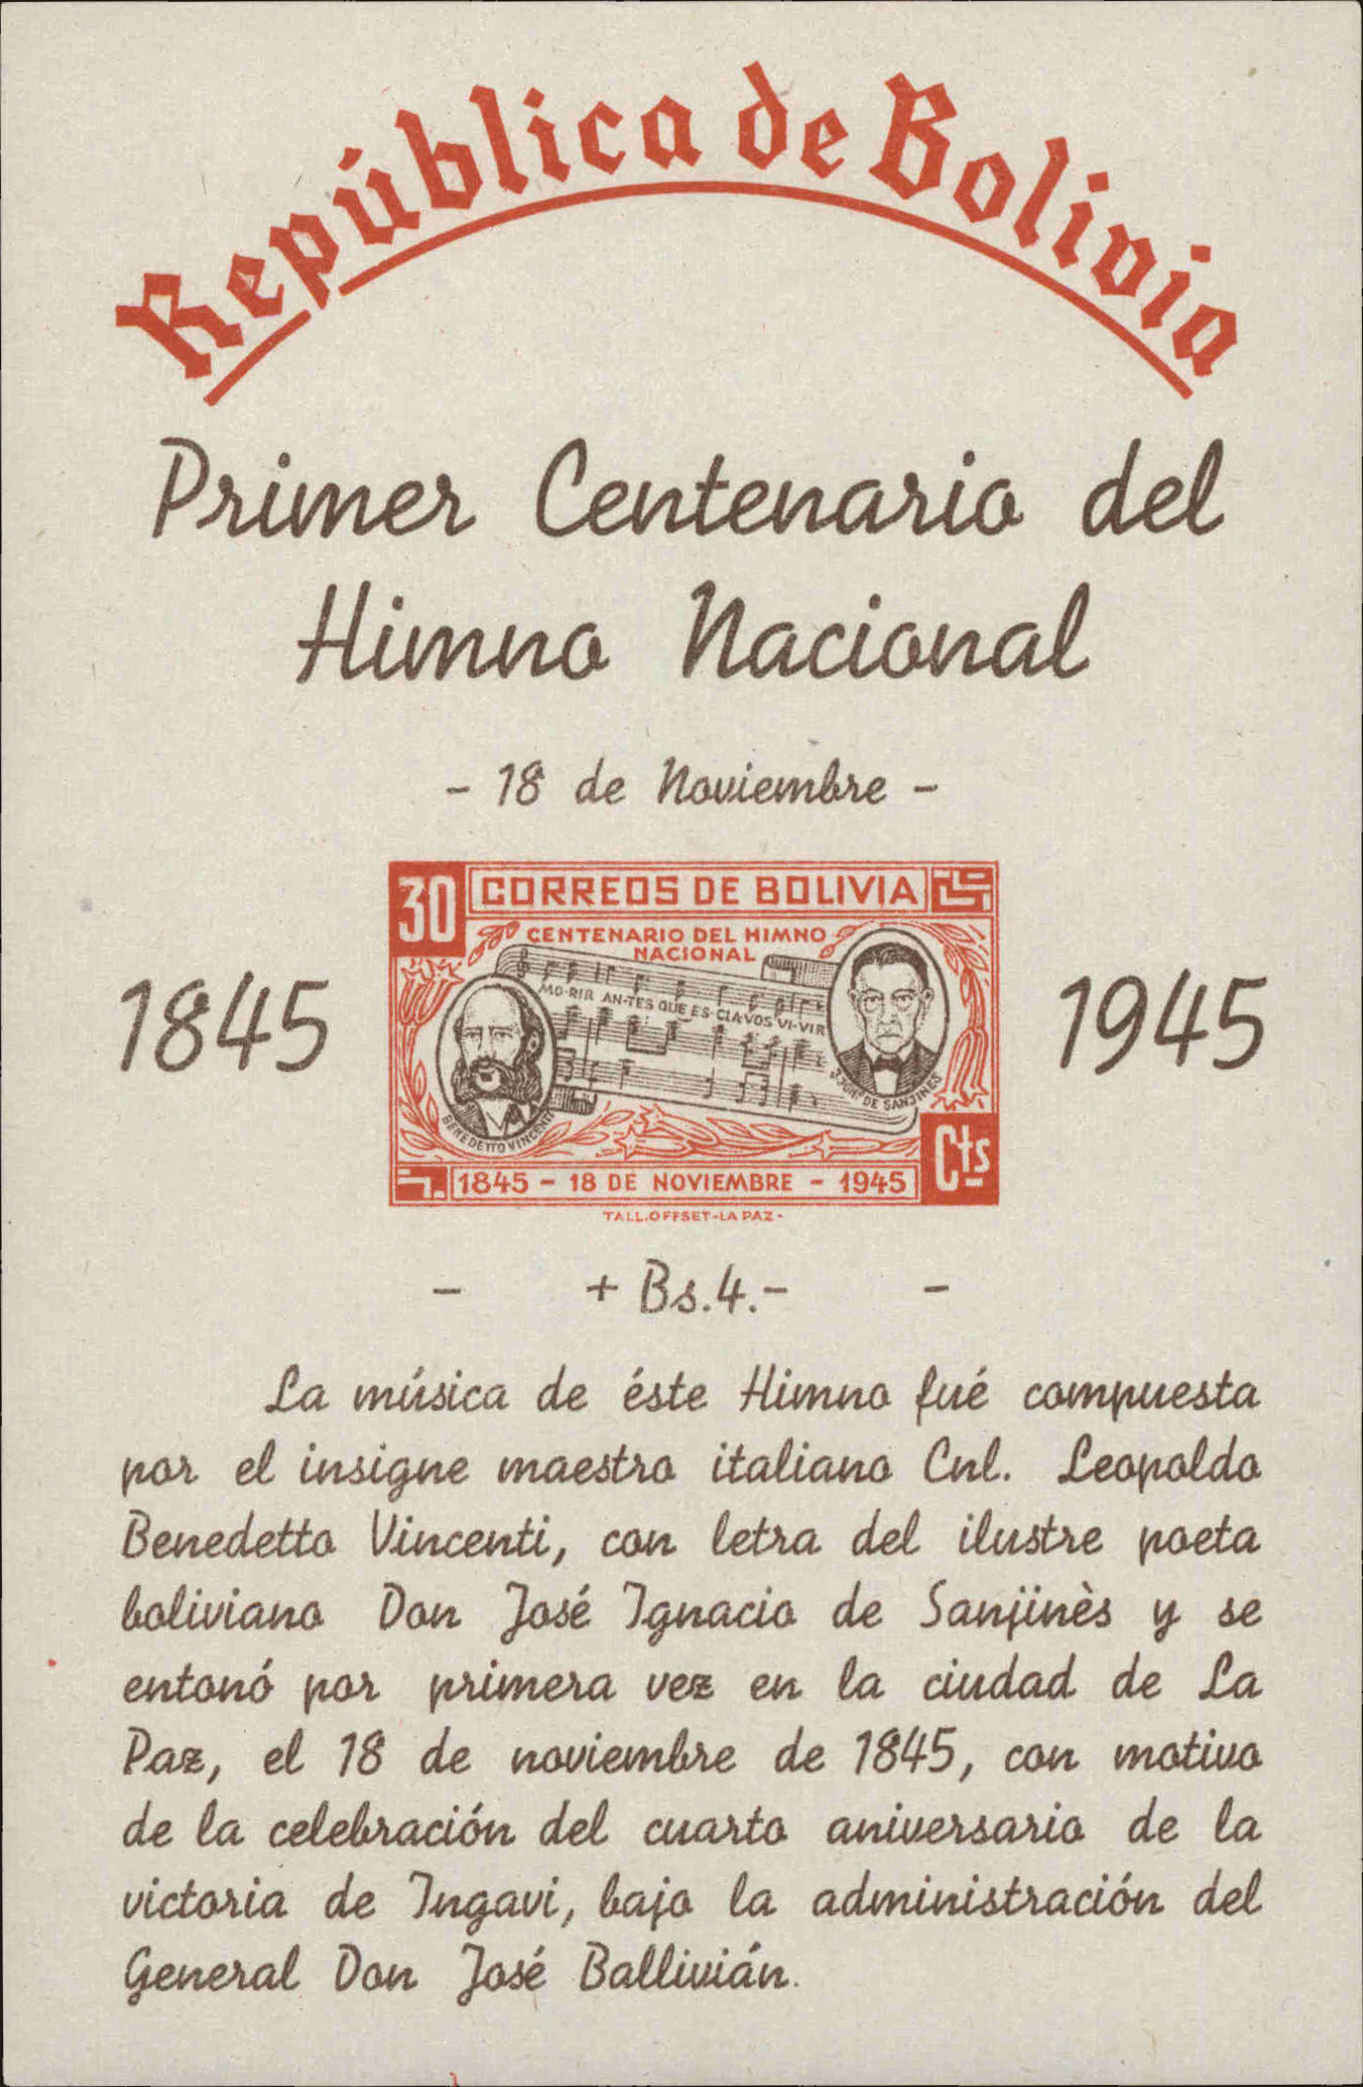 República de Bolivia
Primer Centenario del
Himno Nacional
- 18 de Noviembre -
30
CORREOS DE BOLIVIA
CENTENARIO DEL HIMNO
NACIONAL
MO-RIR AN-TES QUE ES-CLAVOS VI-VIR
1845
1945
BENEDETTO VINCENTI
DE SANJINES
Cts
1845 - 18 DE NOVIEMBRE - 1945
TALL.OFFSET-LA PAZ-
- + Bs.4.- -
La música de éste Himno fué compuesta
por el insigne maestro italiano Cnl. Leopoldo
Benedetto Vincenti, con letra del ilustre poeta
boliviano Don José Ignacio de Sanjinès y se
entonó por primera vez en la ciudad de La
Paz, el 18 de noviembre de 1845, con motivo
de la celebración del cuarto aniversario de la
victoria de Ingavi, bajo la administración del
General Don José Ballivián.